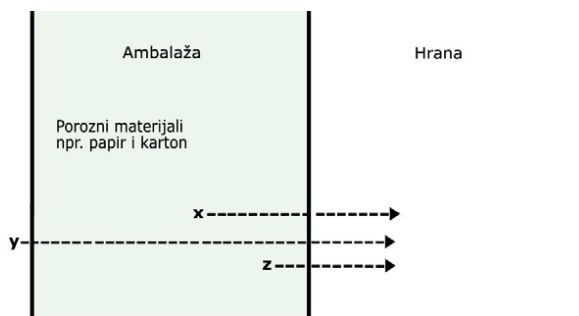 Ambalaža
Hrana
Porozni materijali
npr. papir i karton
x
y
z